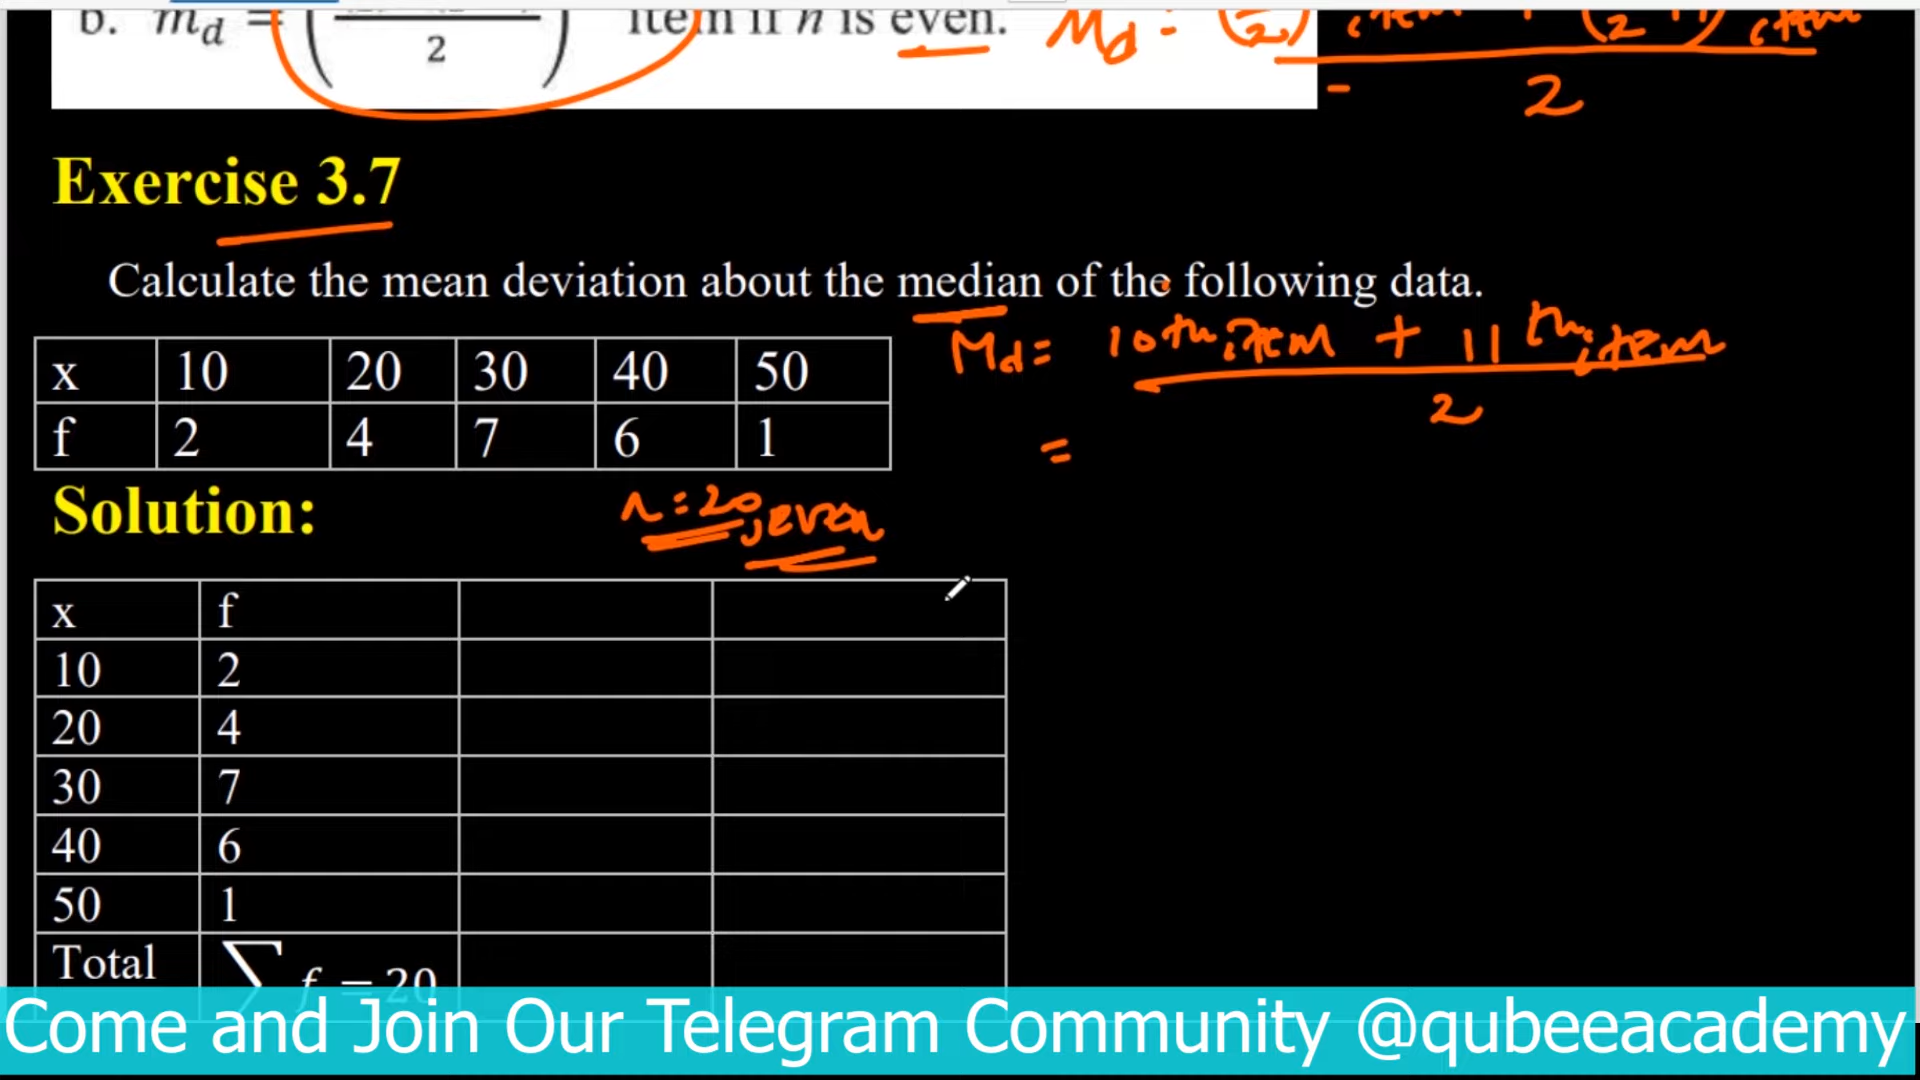 b. m_d = ( / 2 ) item if n is even. M_d = (n/2) item + (n/2 + 1) item / 2
Exercise 3.7
Calculate the mean deviation about the median of the following data.
x 10 20 30 40 50
f 2 4 7 6 1
M_d = 10th item + 11th item / 2
=
Solution:
n = 20, even
x f
10 2
20 4
30 7
40 6
50 1
Total ∑ f = 20
Come and Join Our Telegram Community @qubeeacademy